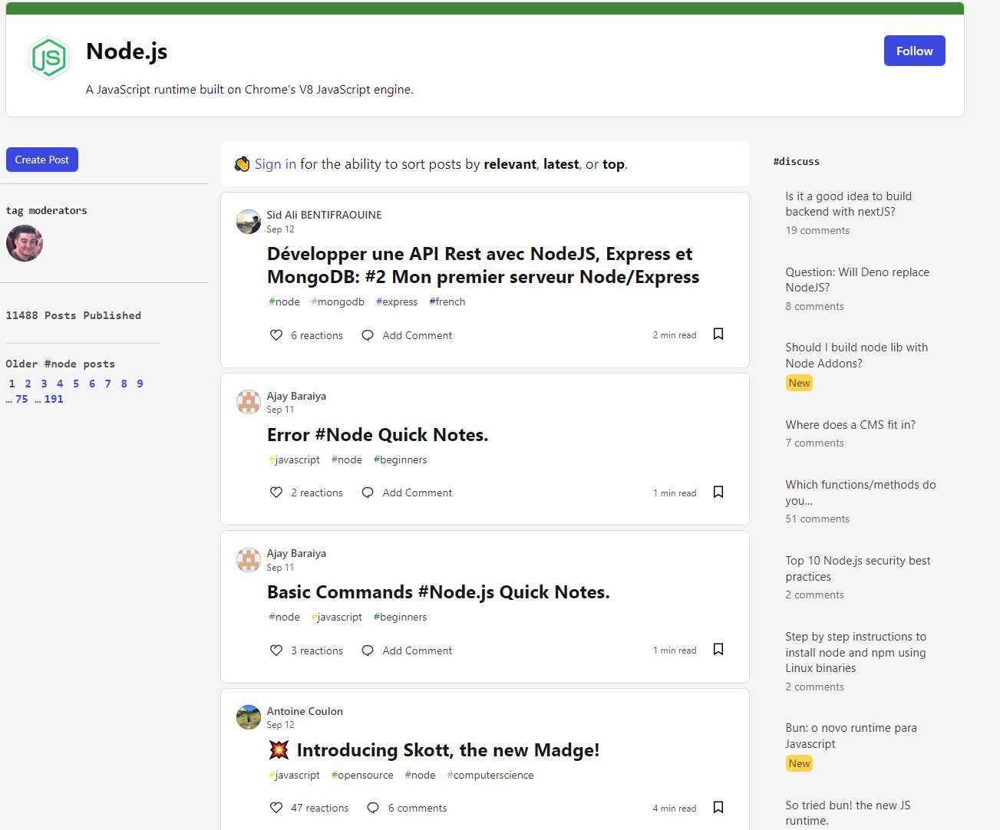 JS
Node.js
Follow
A JavaScript runtime built on Chrome's V8 JavaScript engine.
Create Post
tag moderators
11488 Posts Published
Older #node posts
1 2 3 4 5 6 7 8 9
… 75 … 191
👋 Sign in for the ability to sort posts by relevant, latest, or top.
Sid Ali BENTIFRAOUINE
Sep 12
Développer une API Rest avec NodeJS, Express et
MongoDB: #2 Mon premier serveur Node/Express
#node #mongodb #express #french
6 reactions Add Comment 2 min read
Ajay Baraiya
Sep 11
Error #Node Quick Notes.
#javascript #node #beginners
2 reactions Add Comment 1 min read
Ajay Baraiya
Sep 11
Basic Commands #Node.js Quick Notes.
#node #javascript #beginners
3 reactions Add Comment 1 min read
Antoine Coulon
Sep 12
💥 Introducing Skott, the new Madge!
#javascript #opensource #node #computerscience
47 reactions 6 comments 4 min read
#discuss
Is it a good idea to build
backend with nextJS?
19 comments
Question: Will Deno replace
NodeJS?
8 comments
Should I build node lib with
Node Addons?
New
Where does a CMS fit in?
7 comments
Which functions/methods do
you...
51 comments
Top 10 Node.js security best
practices
2 comments
Step by step instructions to
install node and npm using
Linux binaries
2 comments
Bun: o novo runtime para
Javascript
New
So tried bun! the new JS
runtime.